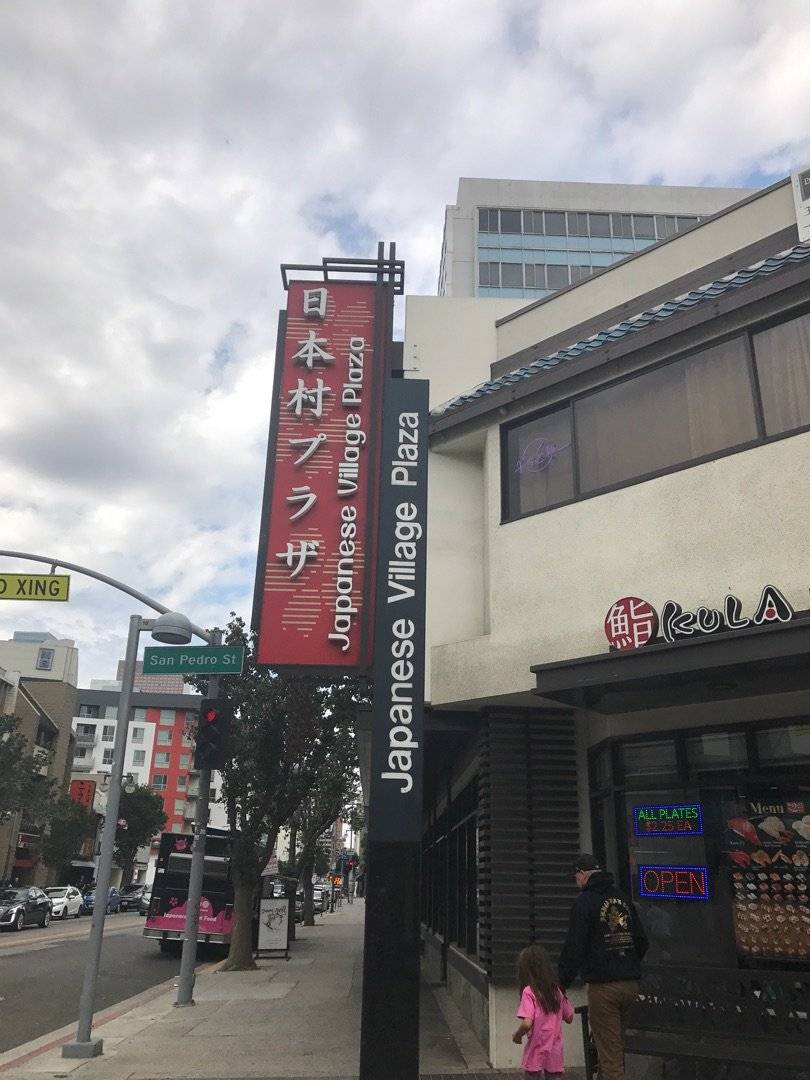 日本村プラザ
Japanese Village Plaza
Japanese Village Plaza
XING
San Pedro St
鮨 KULA
ALL PLATES
$2.25 EA
OPEN
Menu